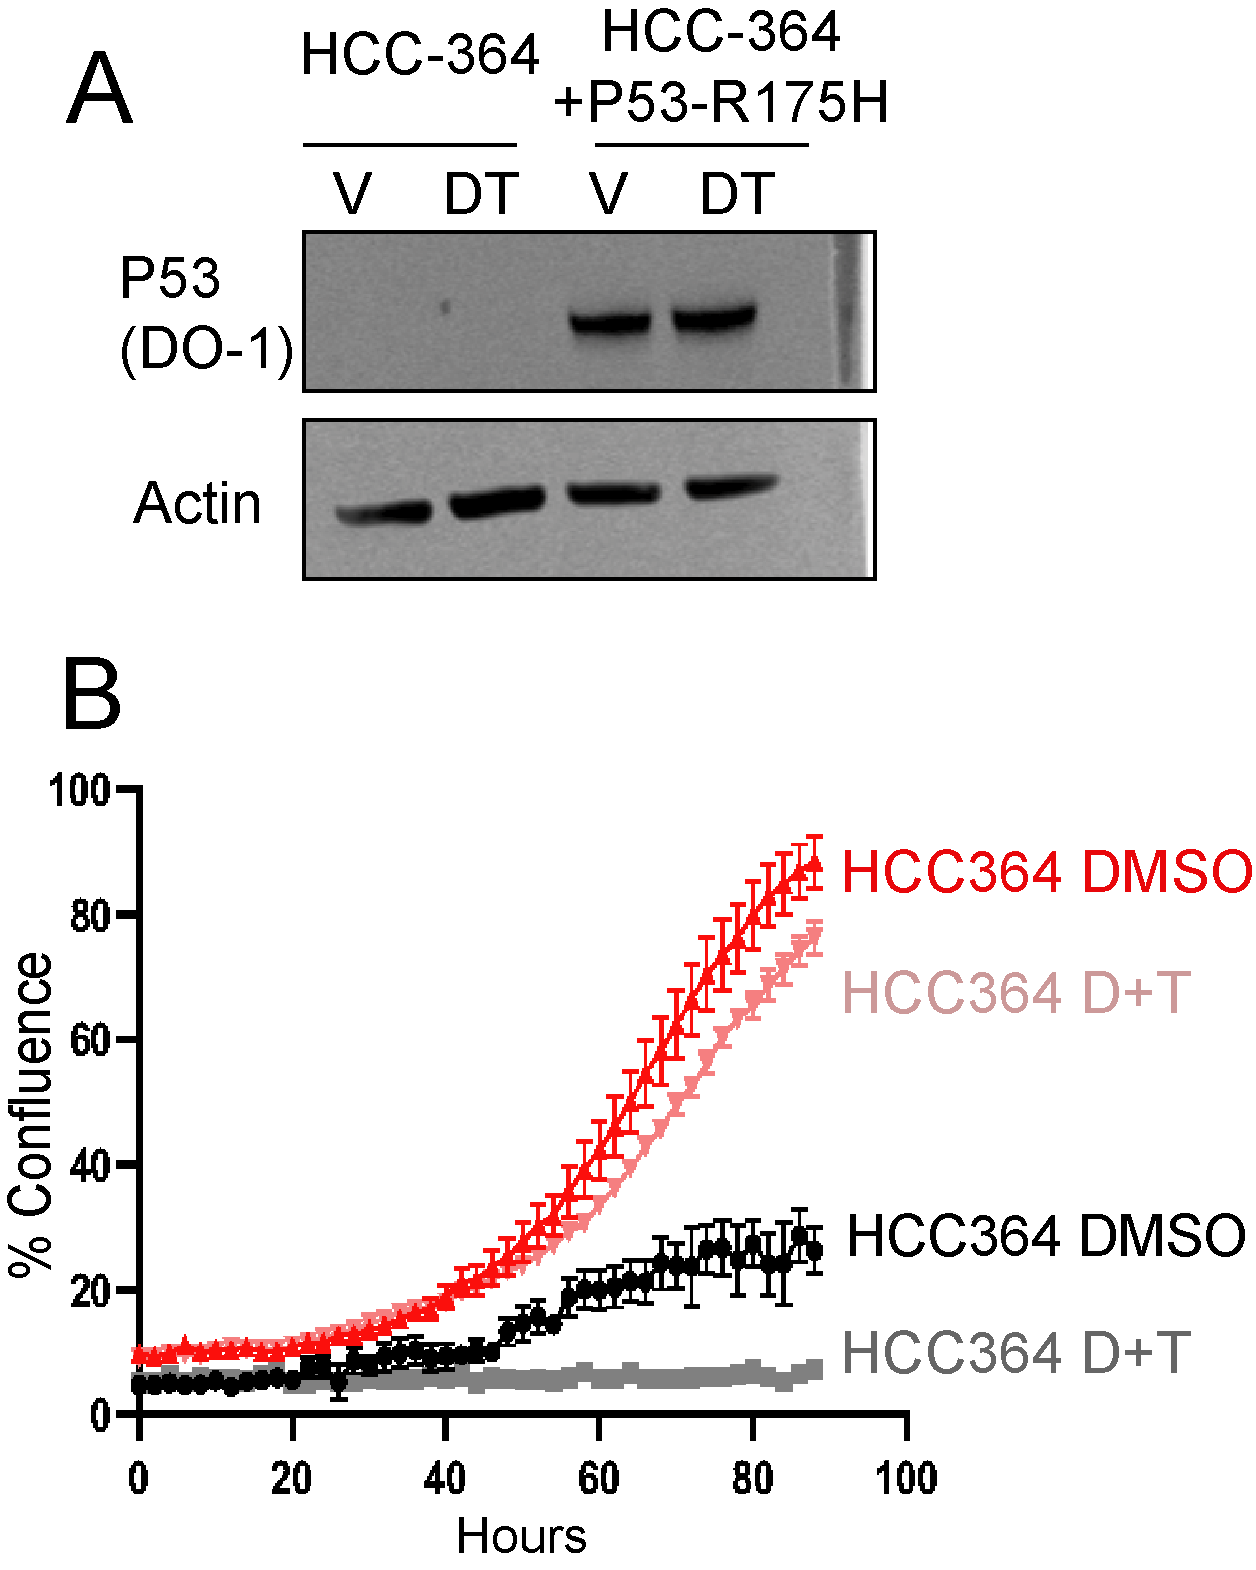 A
HCC-364
HCC-364
+P53-R175H
V DT V DT
P53
(DO-1)
Actin
B
100
80
60
40
20
0
% Confluence
HCC364 DMSO
HCC364 D+T
HCC364 DMSO
HCC364 D+T
0 20 40 60 80 100
Hours